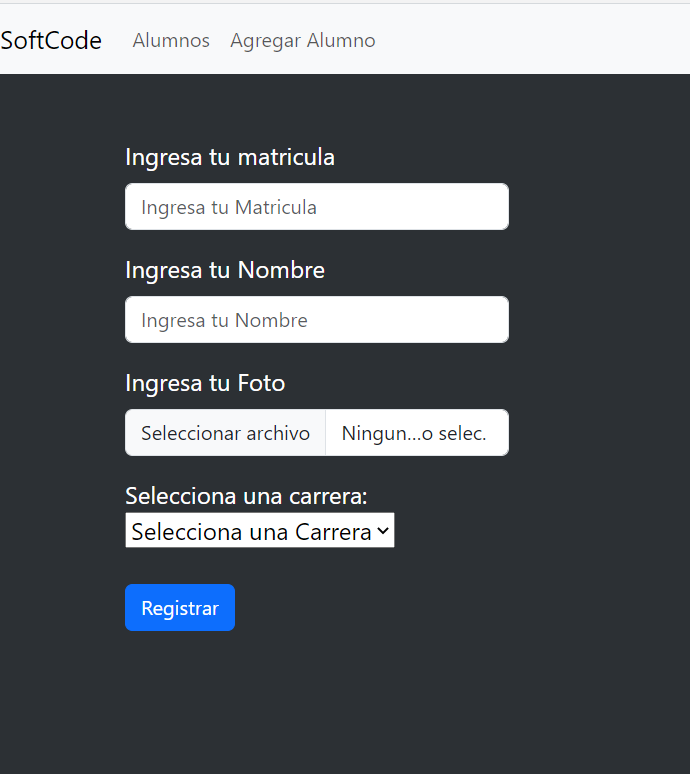 SoftCode Alumnos Agregar Alumno
Ingresa tu matricula
Ingresa tu Matricula
Ingresa tu Nombre
Ingresa tu Nombre
Ingresa tu Foto
Seleccionar archivo Ningun...o selec.
Selecciona una carrera:
Selecciona una Carrera
Registrar